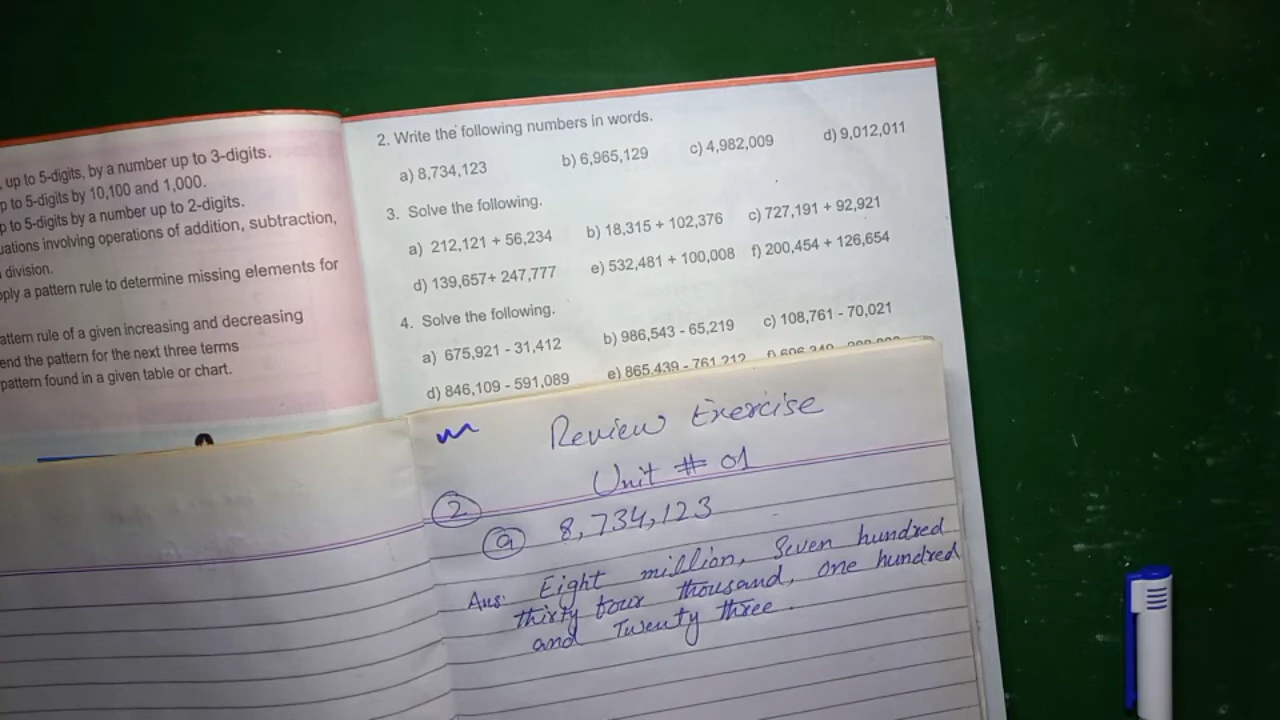 , up to 5-digits, by a number up to 3-digits.
p to 5-digits by 10,100 and 1,000.
p to 5-digits by a number up to 2-digits.
uations involving operations of addition, subtraction,
division.
ply a pattern rule to determine missing elements for
attern rule of a given increasing and decreasing
end the pattern for the next three terms
pattern found in a given table or chart.
2. Write the following numbers in words.
a) 8,734,123 b) 6,965,129 c) 4,982,009 d) 9,012,011
3. Solve the following.
a) 212,121 + 56,234 b) 18,315 + 102,376 c) 727,191 + 92,921
d) 139,657+ 247,777 e) 532,481 + 100,008 f) 200,454 + 126,654
4. Solve the following.
a) 675,921 - 31,412 b) 986,543 - 65,219 c) 108,761 - 70,021
d) 846,109 - 591,089 e) 865,439 - 761,212
Review Exercise
Unit # 01
2
a 8,734,123
Ans: Eight million, Seven hundred
thirty four thousand, one hundred
and Twenty three.